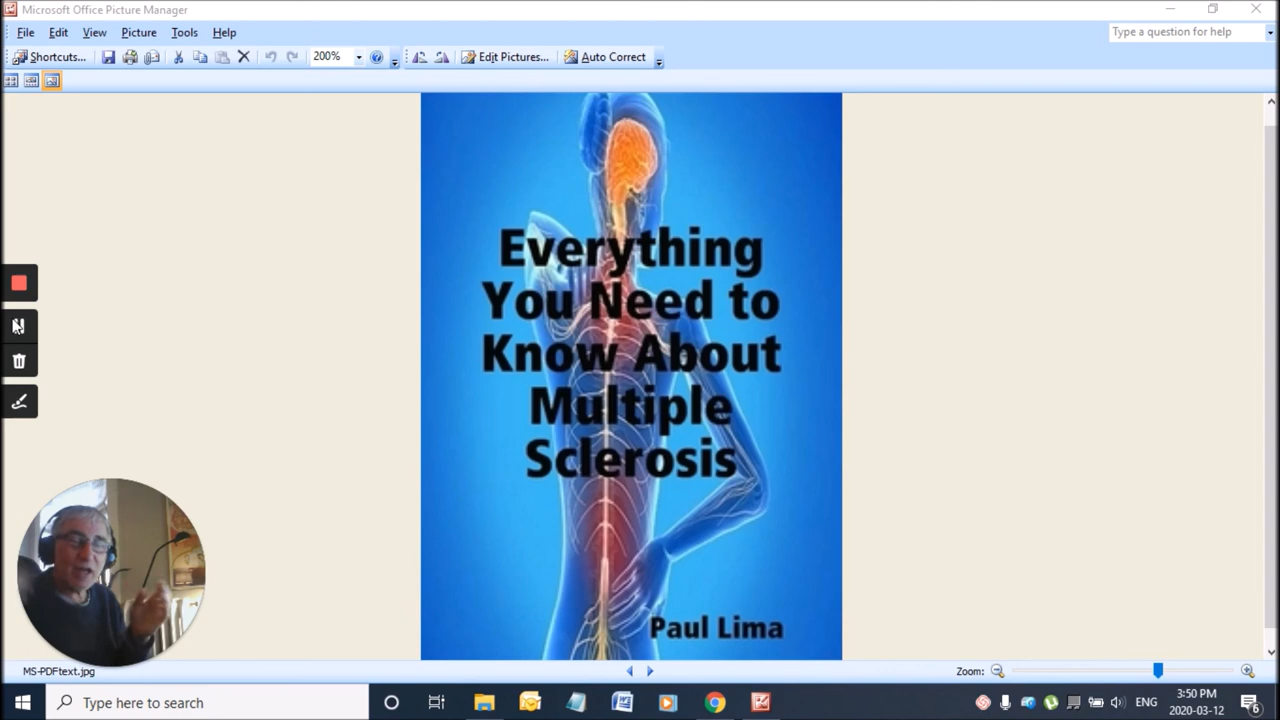 Microsoft Office Picture Manager
File Edit View Picture Tools Help
Type a question for help
Shortcuts... 200% Edit Pictures... Auto Correct
Everything
You Need to
Know About
Multiple
Sclerosis
Paul Lima
MS-PDFtext.jpg
Zoom:
Type here to search
ENG
3:50 PM
2020-03-12
6